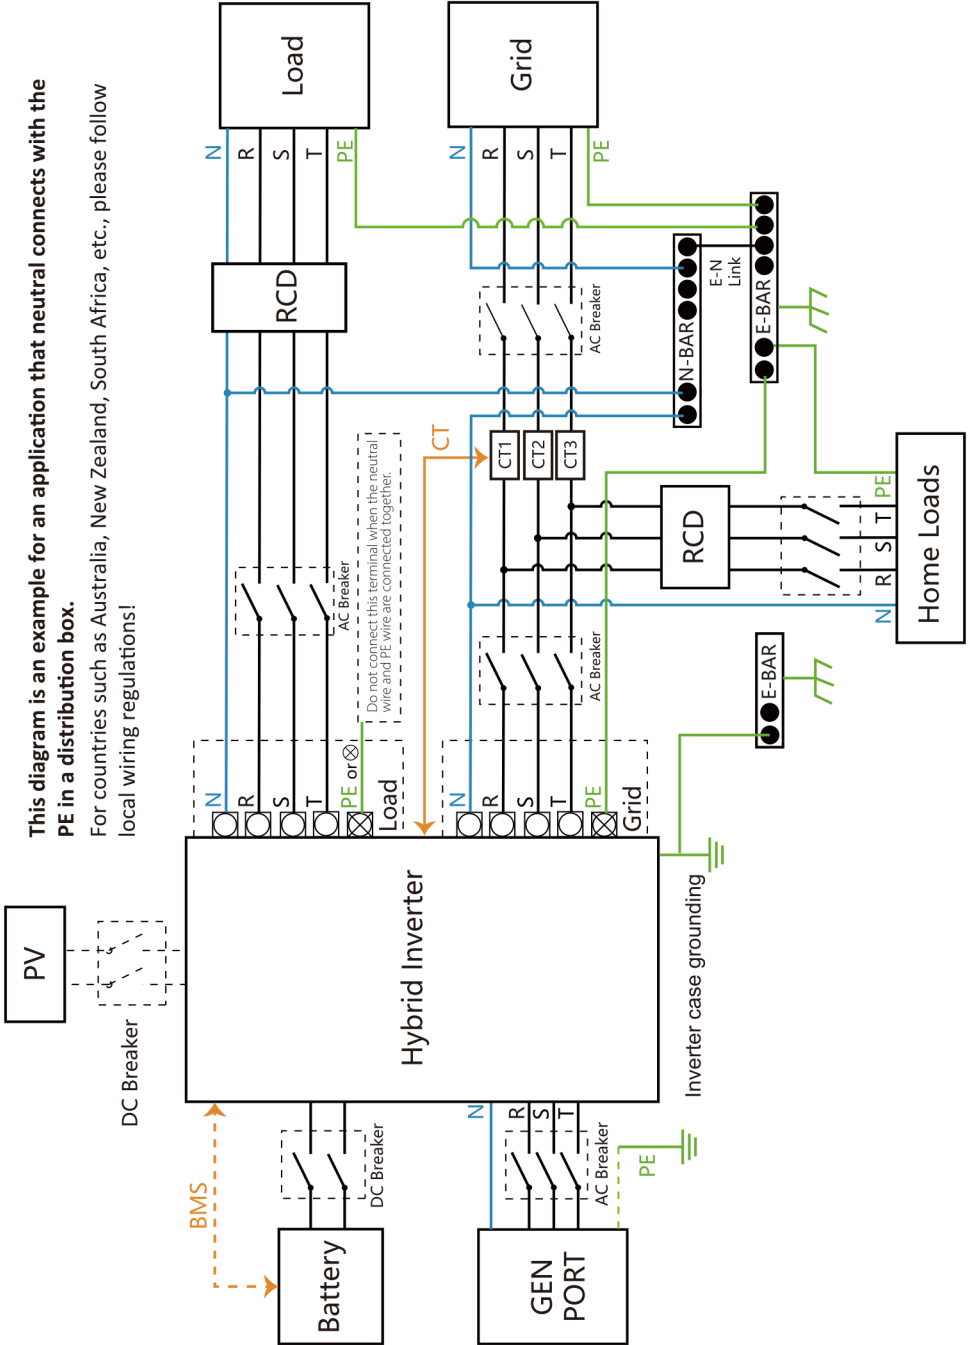 This diagram is an example for an application that neutral connects with the
PE in a distribution box.
For countries such as Australia, New Zealand, South Africa, etc., please follow
local wiring regulations!
PV
DC Breaker
BMS
Battery
DC Breaker
Hybrid Inverter
N
R
S
T
PE or
Load
AC Breaker
RCD
N
R
S
T
PE
Load
Do not connect this terminal when the neutral
wire and PE wire are connected together.
CT
N
R
S
T
PE
Grid
AC Breaker
CT1
CT2
CT3
AC Breaker
N
R
S
T
PE
Grid
N-BAR
E-N
Link
E-BAR
RCD
N
R
S
T
PE
Home Loads
E-BAR
Inverter case grounding
N
R
S
T
AC Breaker
PE
GEN
PORT